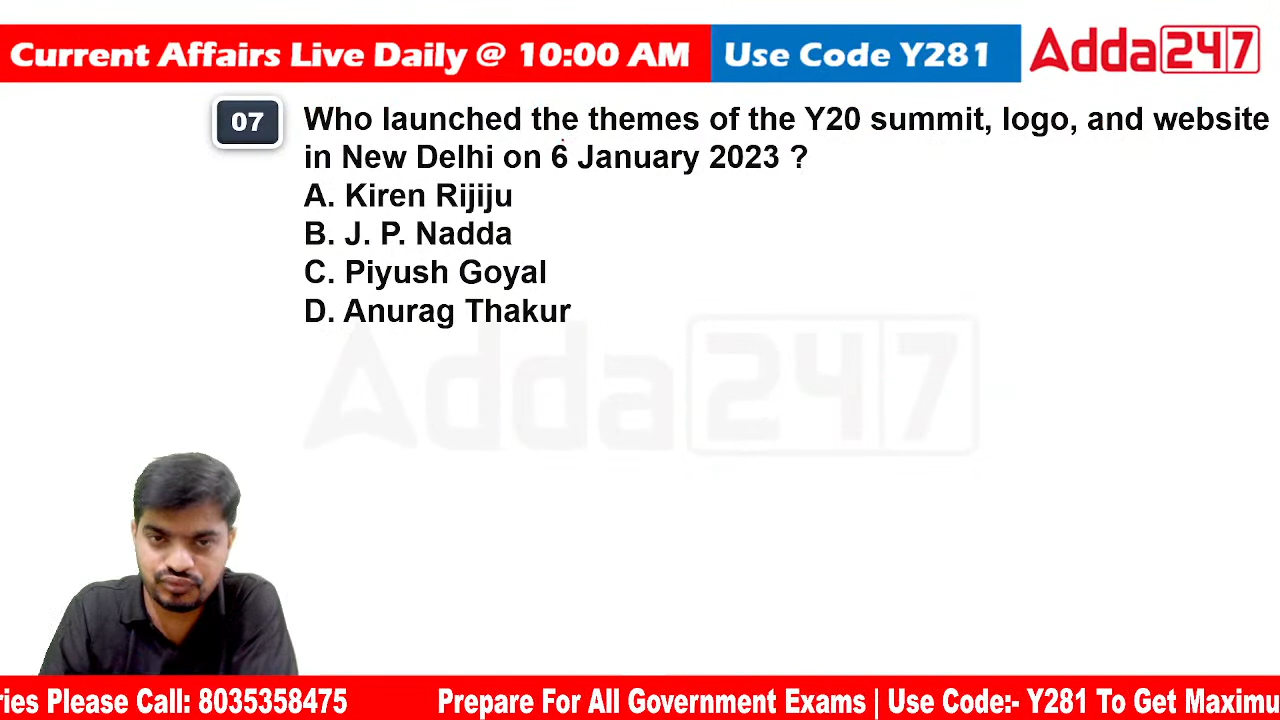 Current Affairs Live Daily @ 10:00 AM
Use Code Y281
Adda247
07
Who launched the themes of the Y20 summit, logo, and website
in New Delhi on 6 January 2023 ?
A. Kiren Rijiju
B. J. P. Nadda
C. Piyush Goyal
D. Anurag Thakur
Adda247
ries Please Call: 8035358475 Prepare For All Government Exams | Use Code:- Y281 To Get Maximu